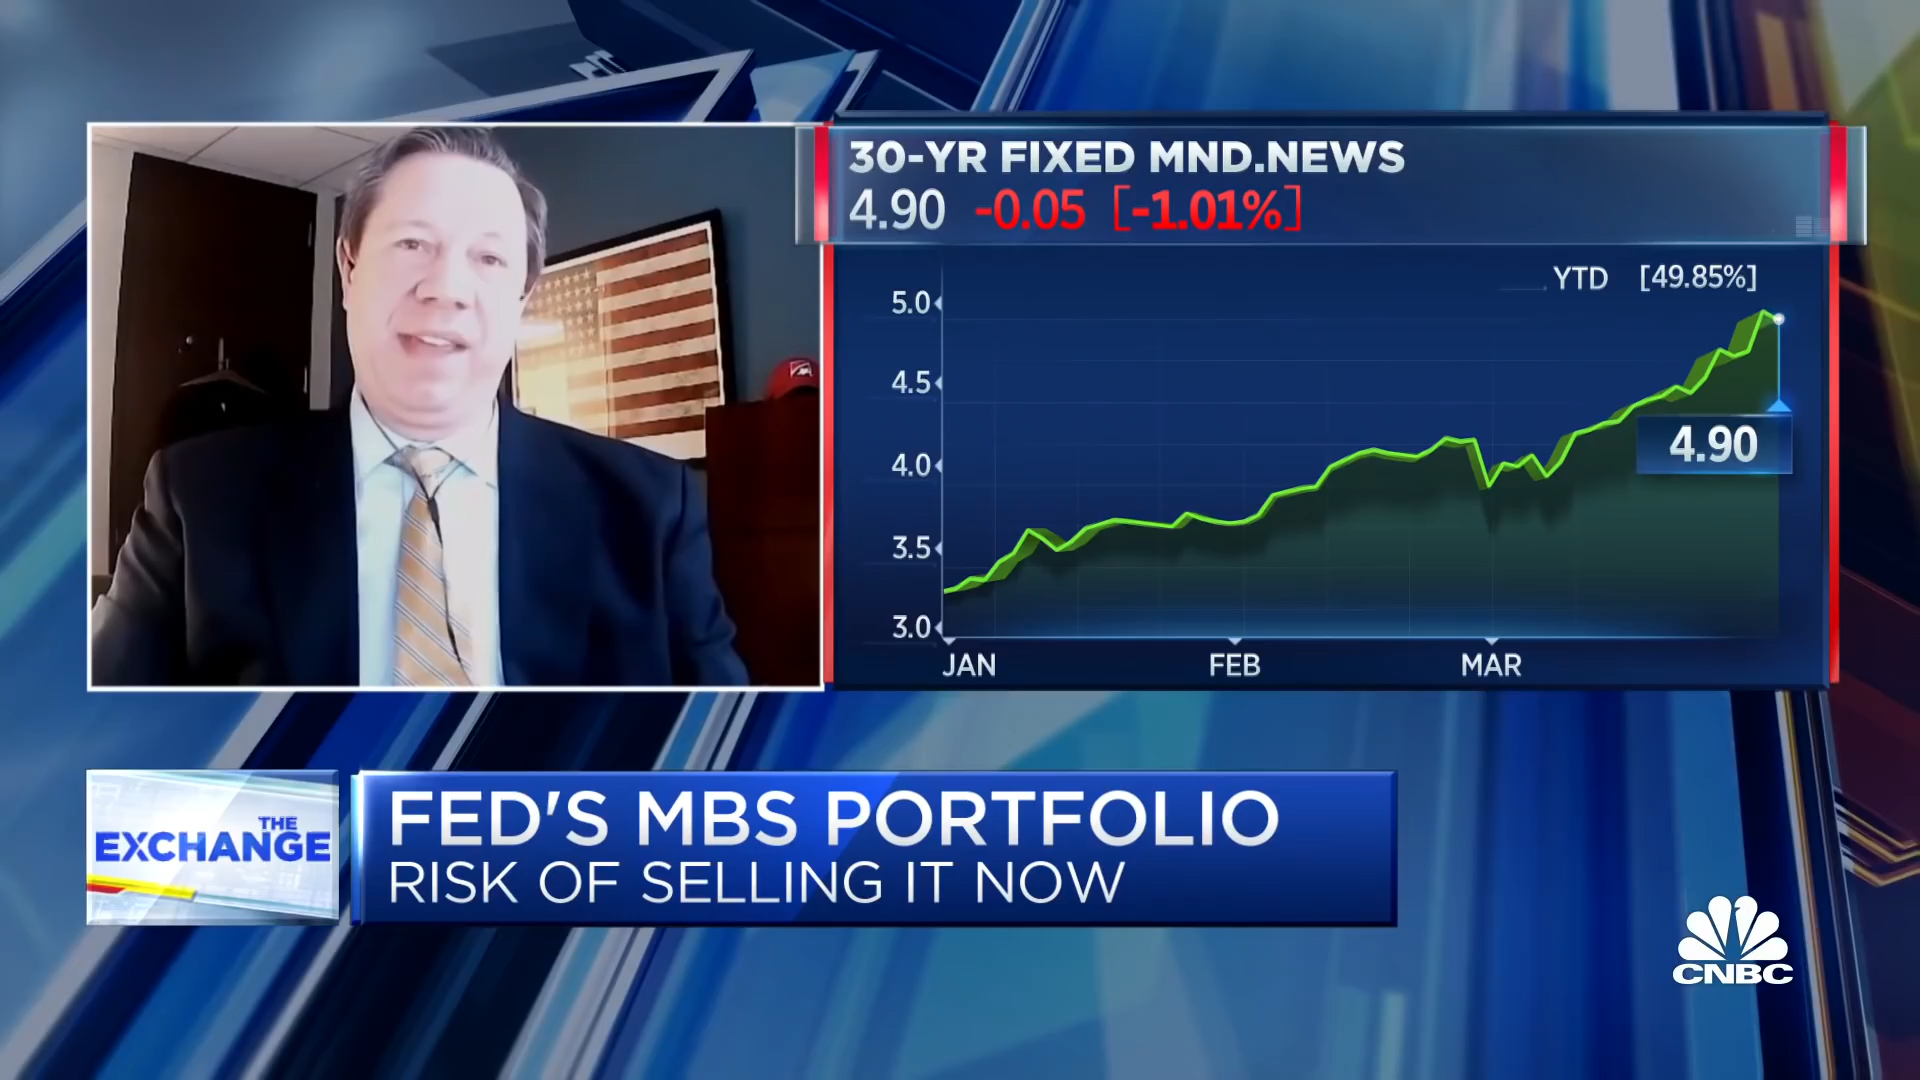 30-YR FIXED MND.NEWS
4.90 -0.05 [-1.01%]
YTD [49.85%]
5.0
4.5
4.0
3.5
3.0
4.90
JAN FEB MAR
THE
EXCHANGE
FED'S MBS PORTFOLIO
RISK OF SELLING IT NOW
CNBC